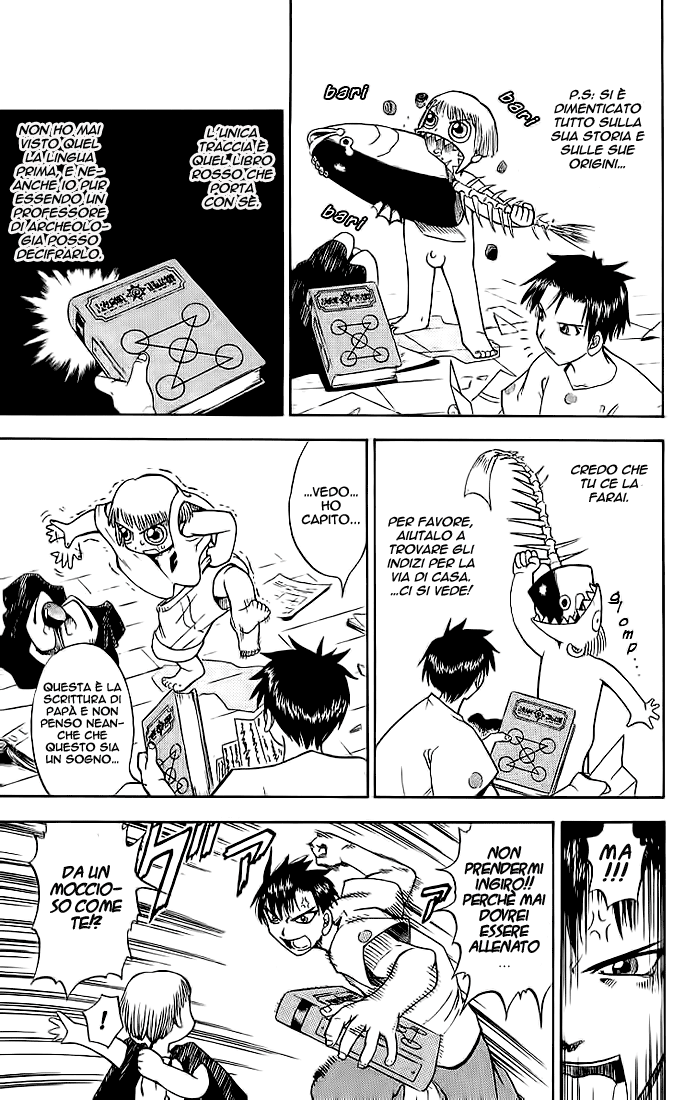 bari
bari
bari
P.S: SI È
DIMENTICATO
TUTTO SULLA
SUA STORIA E
SULLE SUE
ORIGINI...
L'UNICA
TRACCIA È
QUEL LIBRO
ROSSO CHE
PORTA
CON SÈ.
NON HO MAI
VISTO QUEL
LA LINGUA
PRIMA, E NE-
ANCHE IO PUR
ESSENDO UN
PROFESSORE
DI ARCHEOLO-
GIA POSSO
DECIFRARLO.
CREDO CHE
TU CE LA
FARAI.
PER FAVORE,
AIUTALO A
TROVARE GLI
INDIZI PER LA
VIA DI CASA.
...CI SI VEDE!
glomp...
...VEDO... HO
CAPITO...
QUESTA È LA
SCRITTURA DI
PAPÀ E NON
PENSO NEAN-
CHE CHE
QUESTO SIA
UN SOGNO...
MA
!!!
NON
PRENDERMI
INGIRO!!
PERCHÈ MAI
DOVREI
ESSERE
ALLENATO
...
DA UN
MOCCIO-
SO COME
TE!?
!